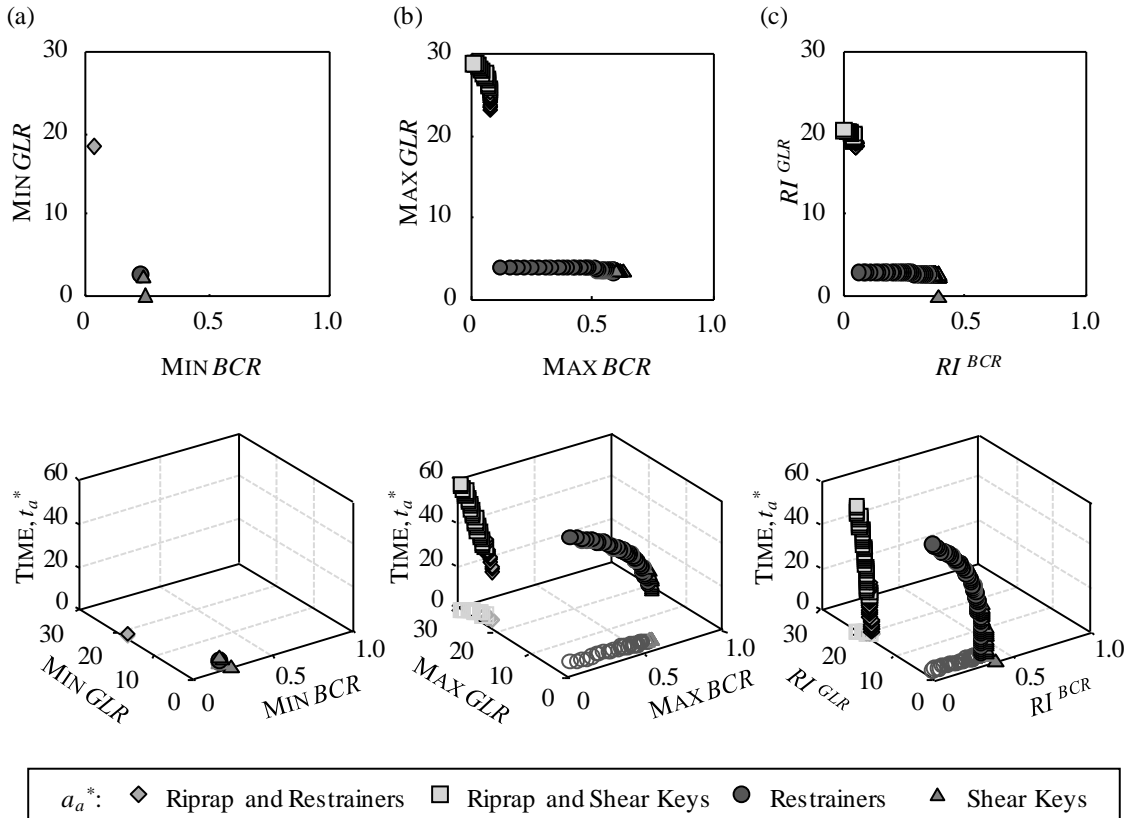 (a)
(b)
(c)
30
20
10
0
MIN GLR
0
0.5
1.0
MIN BCR
30
20
10
0
MAX GLR
0
0.5
1.0
MAX BCR
30
20
10
0
RI^GLR
0
0.5
1.0
RI^BCR
60
40
20
0
TIME, t_a^*
30
20
10
0
MIN GLR
0
0.5
1.0
MIN BCR
60
40
20
0
TIME, t_a^*
30
20
10
0
MAX GLR
0
0.5
1.0
MAX BCR
60
40
20
0
TIME, t_a^*
30
20
10
0
RI^GLR
0
0.5
1.0
RI^BCR
a_a^*: Riprap and Restrainers Riprap and Shear Keys Restrainers Shear Keys